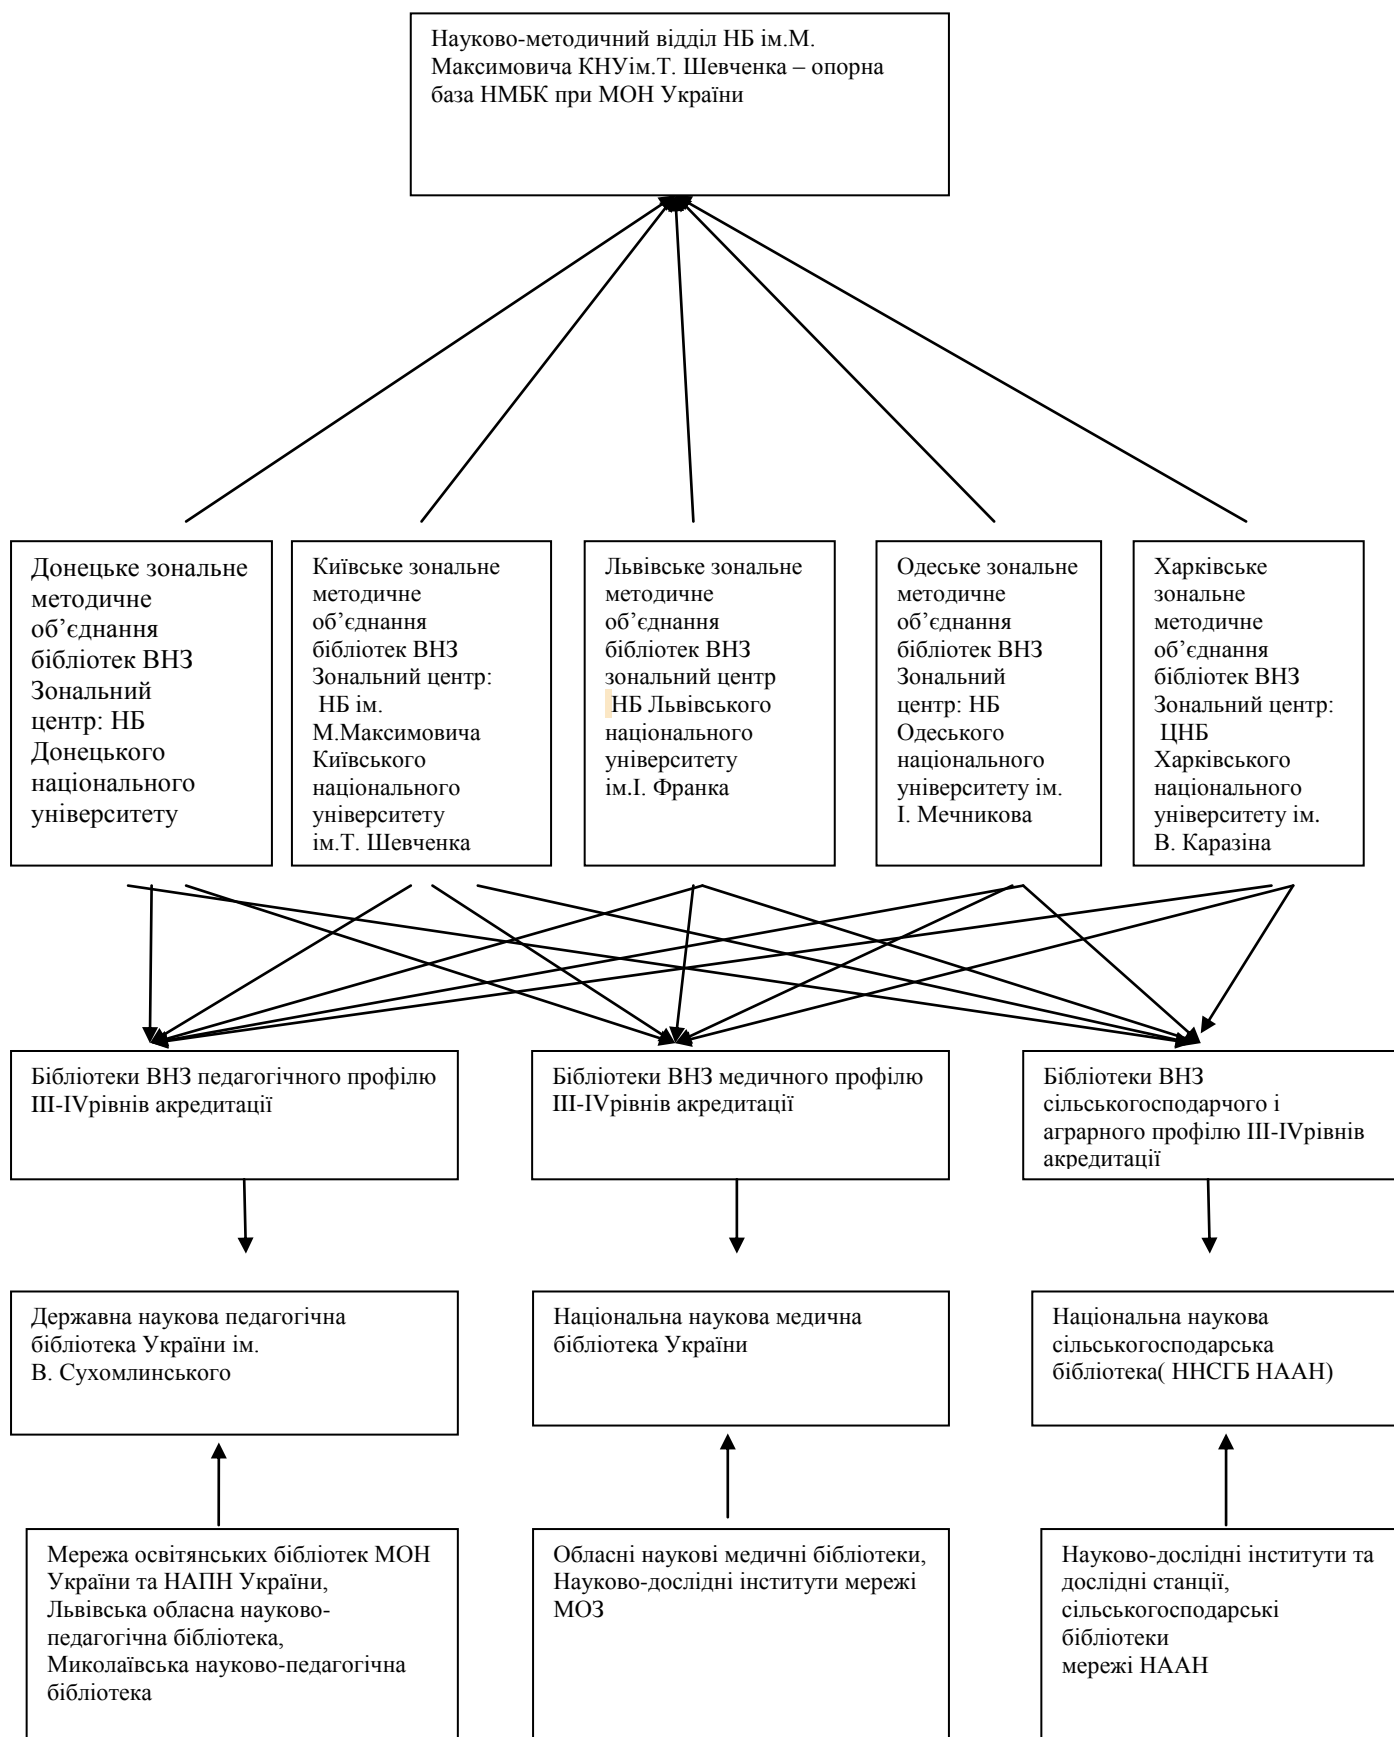 Науково-методичний відділ НБ ім.М.
Максимовича КНУім.Т. Шевченка – опорна
база НМБК при МОН України
Донецьке зональне
методичне
об’єднання
бібліотек ВНЗ
Зональний
центр: НБ
Донецького
національного
університету
Київське зональне
методичне
об’єднання
бібліотек ВНЗ
Зональний центр:
НБ ім.
М.Максимовича
Київського
національного
університету
ім.Т. Шевченка
Львівське зональне
методичне
об’єднання
бібліотек ВНЗ
зональний центр
НБ Львівського
національного
університету
ім.І. Франка
Одеське зональне
методичне
об’єднання
бібліотек ВНЗ
Зональний
центр: НБ
Одеського
національного
університету ім.
І. Мечникова
Харківське
зональне
методичне
об’єднання
бібліотек ВНЗ
Зональний центр:
ЦНБ
Харківського
національного
університету ім.
В. Каразіна
Бібліотеки ВНЗ педагогічного профілю
III-IVрівнів акредитації
Бібліотеки ВНЗ медичного профілю
III-IVрівнів акредитації
Бібліотеки ВНЗ
сільськогосподарчого і
аграрного профілю III-IVрівнів
акредитації
Державна наукова педагогічна
бібліотека України ім.
В. Сухомлинського
Національна наукова медична
бібліотека України
Національна наукова
сільськогосподарська
бібліотека( ННСГБ НААН)
Мережа освітянських бібліотек МОН
України та НАПН України,
Львівська обласна науково-
педагогічна бібліотека,
Миколаївська науково-педагогічна
бібліотека
Обласні наукові медичні бібліотеки,
Науково-дослідні інститути мережі
МОЗ
Науково-дослідні інститути та
дослідні станції,
сільськогосподарські
бібліотеки
мережі НААН